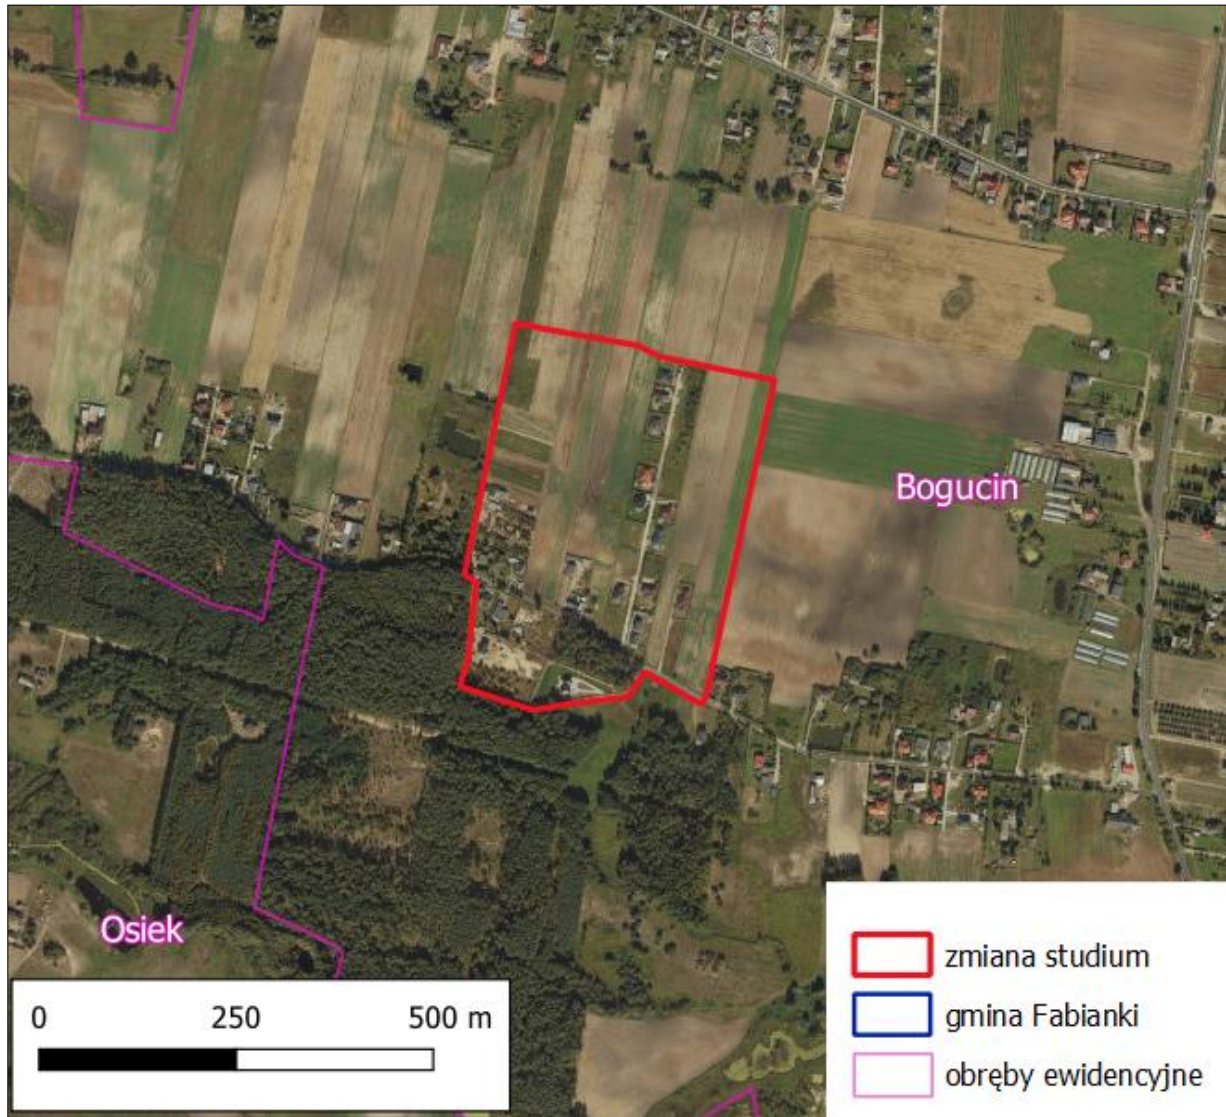 Bogucin
Osiek
0 250 500 m
zmiana studium
gmina Fabianki
obręby ewidencyjne